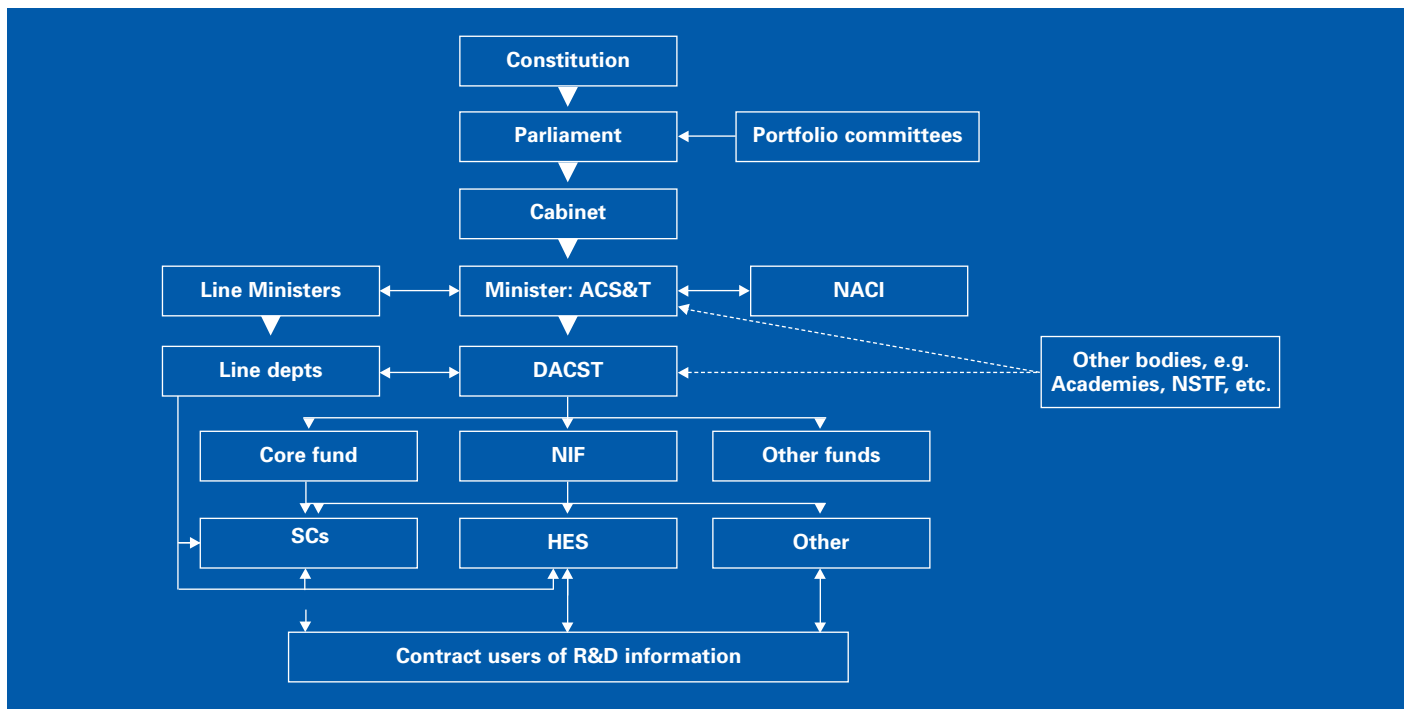 Constitution
Parliament
Portfolio committees
Cabinet
Line Ministers
Minister: ACS&T
NACI
Line depts
DACST
Other bodies, e.g.
Academies, NSTF, etc.
Core fund
NIF
Other funds
SCs
HES
Other
Contract users of R&D information